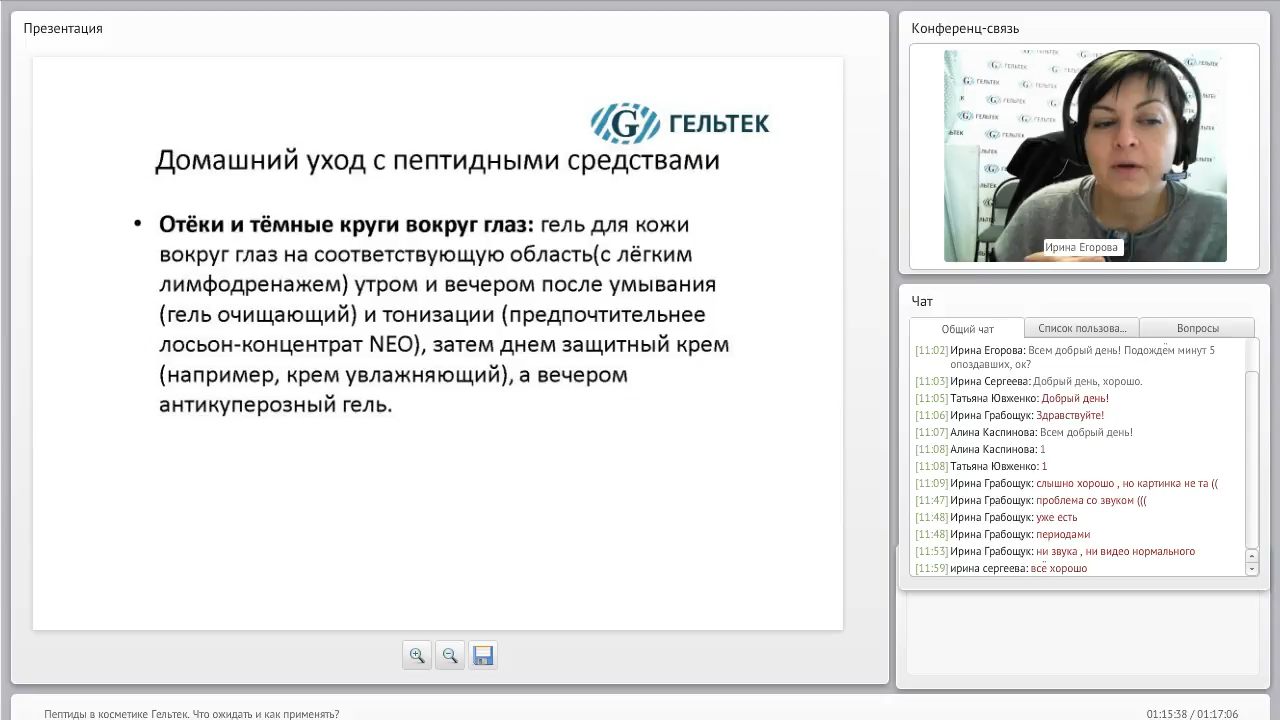 Презентация
ГЕЛЬТЕК
Домашний уход с пептидными средствами
• Отёки и тёмные круги вокруг глаз: гель для кожи
вокруг глаз на соответствующую область(с лёгким
лимфодренажем) утром и вечером после умывания
(гель очищающий) и тонизации (предпочтительнее
лосьон-концентрат NEO), затем днем защитный крем
(например, крем увлажняющий), а вечером
антикуперозный гель.
Конференц-связь
ГЕЛЬТЕК
Ирина Егорова
Чат
Общий чат
Список пользова...
Вопросы
[11:02] Ирина Егорова: Всем добрый день! Подождём минут 5
опоздавших, ок?
[11:03] Ирина Сергеева: Добрый день, хорошо.
[11:05] Татьяна Ювженко: Добрый день!
[11:06] Ирина Грабощук: Здравствуйте!
[11:07] Алина Каспинова: Всем добрый день!
[11:08] Алина Каспинова: 1
[11:08] Татьяна Ювженко: 1
[11:09] Ирина Грабощук: слышно хорошо , но картинка не та ((
[11:47] Ирина Грабощук: проблема со звуком (((
[11:48] Ирина Грабощук: уже есть
[11:48] Ирина Грабощук: периодами
[11:53] Ирина Грабощук: ни звука , ни видео нормального
[11:59] ирина сергеева: всё хорошо
Пептиды в косметике Гельтек. Что ожидать и как применять?
01:15:38 / 01:17:06